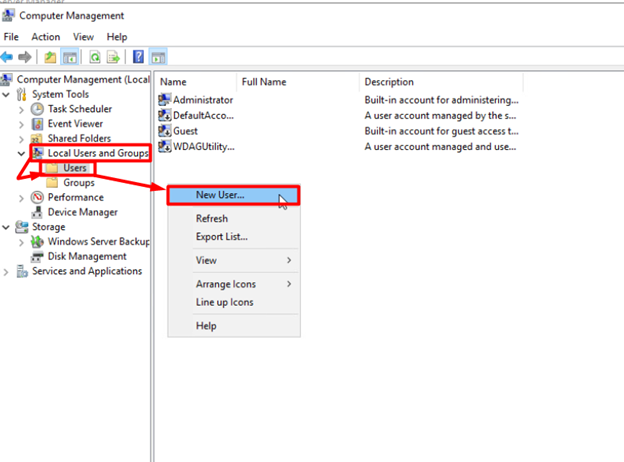 Computer Management
File Action View Help
Computer Management (Local
System Tools
Task Scheduler
Event Viewer
Shared Folders
Local Users and Groups
Users
Groups
Performance
Device Manager
Storage
Windows Server Backup
Disk Management
Services and Applications
Name Full Name Description
Administrator Built-in account for administering...
DefaultAcco... A user account managed by the s...
Guest Built-in account for guest access t...
WDAGUtility... A user account managed and use...
New User...
Refresh
Export List...
View
Arrange Icons
Line up Icons
Help